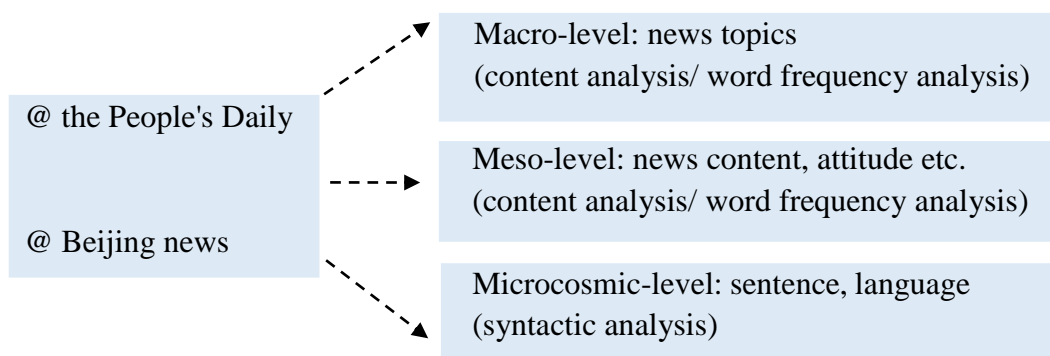 @ the People's Daily
@ Beijing news
Macro-level: news topics
(content analysis/ word frequency analysis)
Meso-level: news content, attitude etc.
(content analysis/ word frequency analysis)
Microcosmic-level: sentence, language
(syntactic analysis)